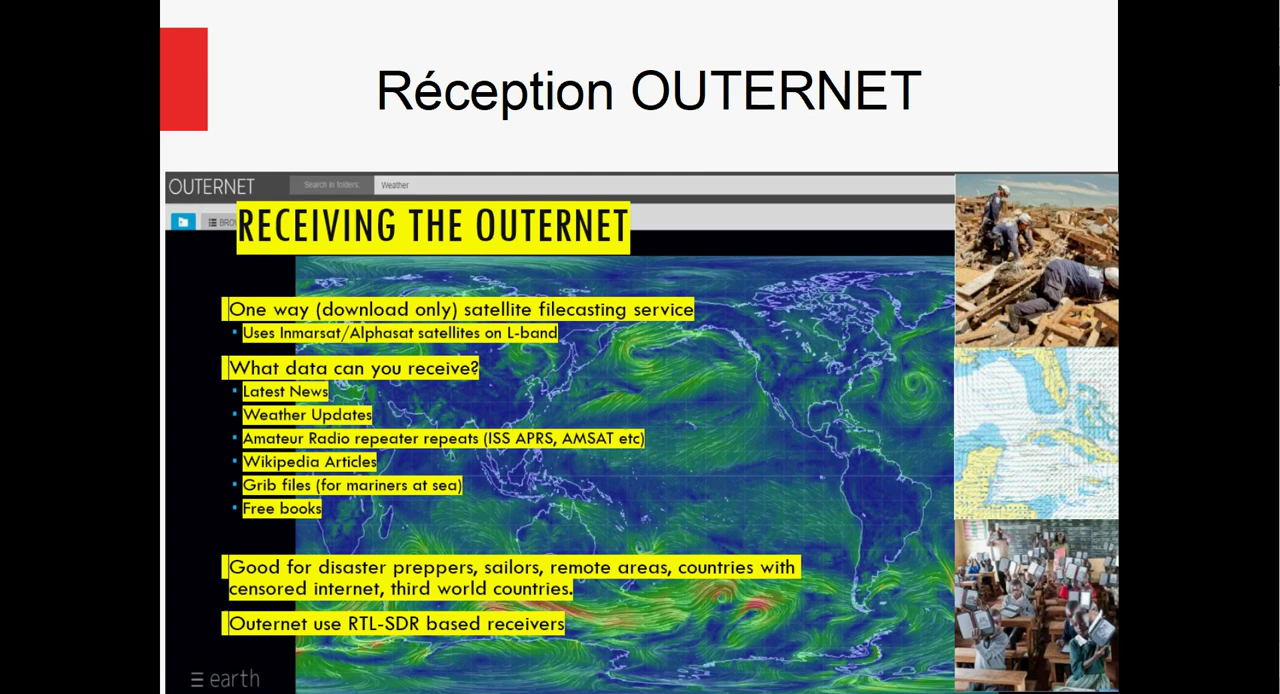 Réception OUTERNET
OUTERNET
Search in folders:
Weather
RECEIVING THE OUTERNET
One way (download only) satellite filecasting service
Uses Inmarsat/Alphasat satellites on L-band
What data can you receive?
Latest News
Weather Updates
Amateur Radio repeater repeats (ISS APRS, AMSAT etc)
Wikipedia Articles
Grib files (for mariners at sea)
Free books
Good for disaster preppers, sailors, remote areas, countries with
censored internet, third world countries.
Outernet use RTL-SDR based receivers
earth